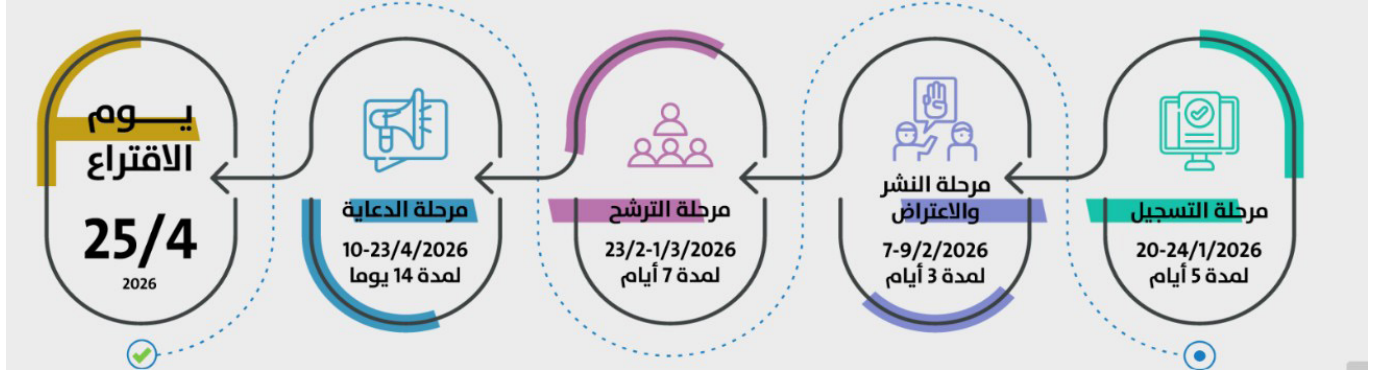 مرحلة التسجيل
20-24/1/2026
لمدة 5 أيام
مرحلة النشر
والاعتراض
7-9/2/2026
لمدة 3 أيام
مرحلة الترشح
23/2-1/3/2026
لمدة 7 أيام
مرحلة الدعاية
10-23/4/2026
لمدة 14 يوما
يـــوم
الاقتراع
25/4
2026